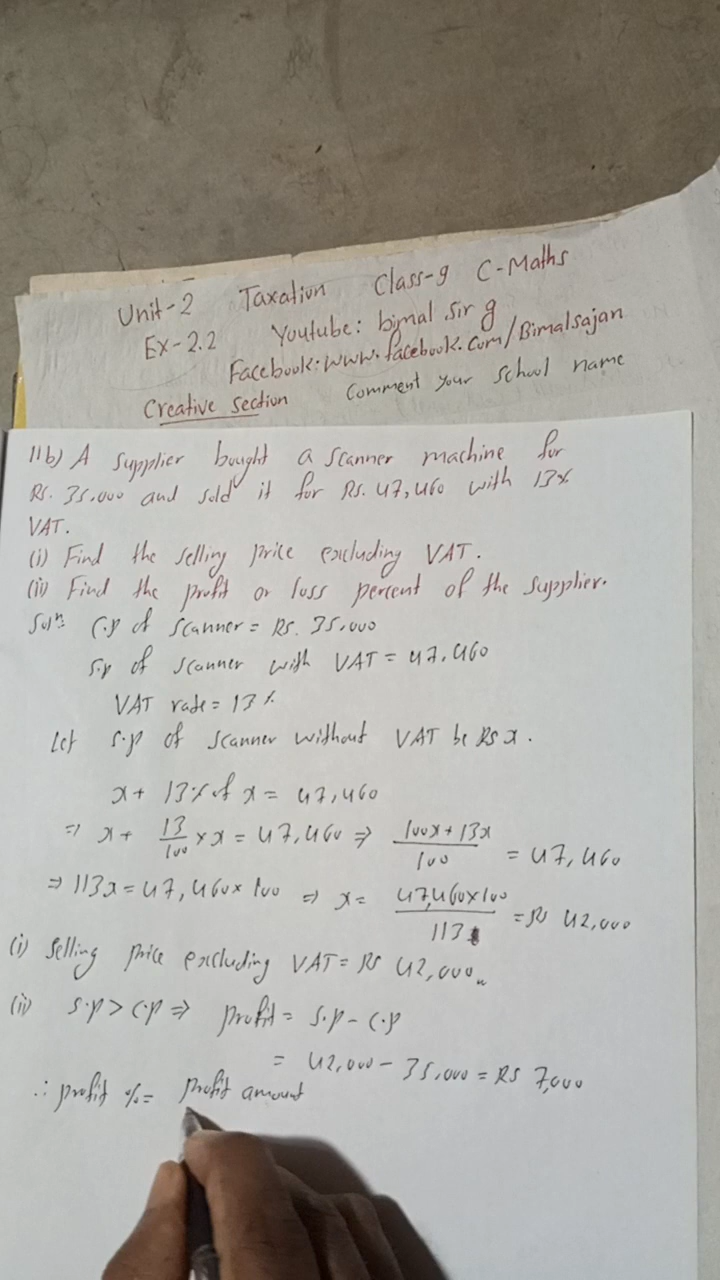 Unit-2 Taxation Class-9 C-Maths
Ex-2.2 Youtube: bimal sir g
Facebook: www.facebook.com/Bimalsajan
Creative section Comment your school name
11b) A supplier bought a scanner machine for
Rs. 35,000 and sold it for Rs. 47,460 with 13%
VAT.
(i) Find the selling price excluding VAT.
(ii) Find the profit or loss percent of the supplier.
Solⁿ: C.P of scanner = Rs. 35,000
S.P of scanner with VAT = 47,460
VAT rate = 13%
Let S.P of scanner without VAT be Rs x.
x + 13% of x = 47,460
⇒ x + 13/100 × x = 47,460 ⇒ (100x + 13x)/100 = 47,460
⇒ 113x = 47,460 × 100 ⇒ x = (47,460×100)/113 = Rs 42,000
(i) Selling price excluding VAT = Rs 42,000
(ii) S.P > C.P ⇒ profit = S.P - C.P
= 42,000 - 35,000 = Rs 7,000
∴ profit % = profit amount